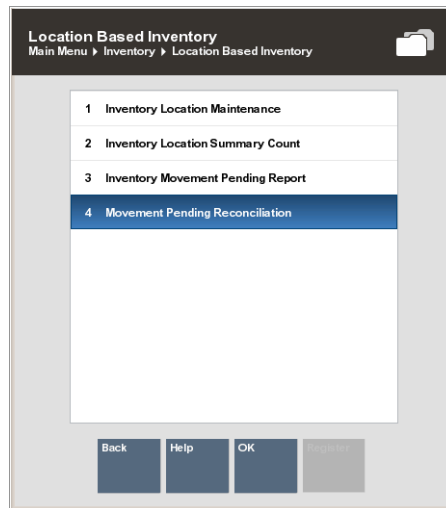 Location Based Inventory
Main Menu ▸ Inventory ▸ Location Based Inventory
1 Inventory Location Maintenance
2 Inventory Location Summary Count
3 Inventory Movement Pending Report
4 Movement Pending Reconciliation
Back Help OK Register